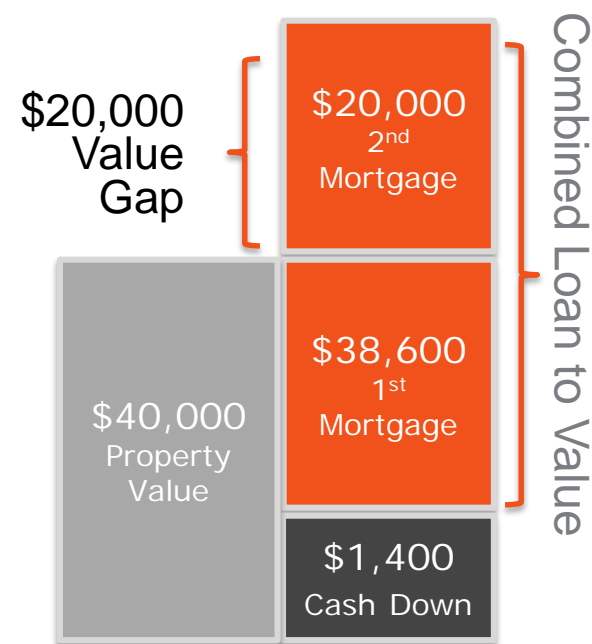 $20,000
Value
Gap
$20,000
2nd
Mortgage
$38,600
1st
Mortgage
$40,000
Property
Value
$1,400
Cash Down
Combined Loan to Value